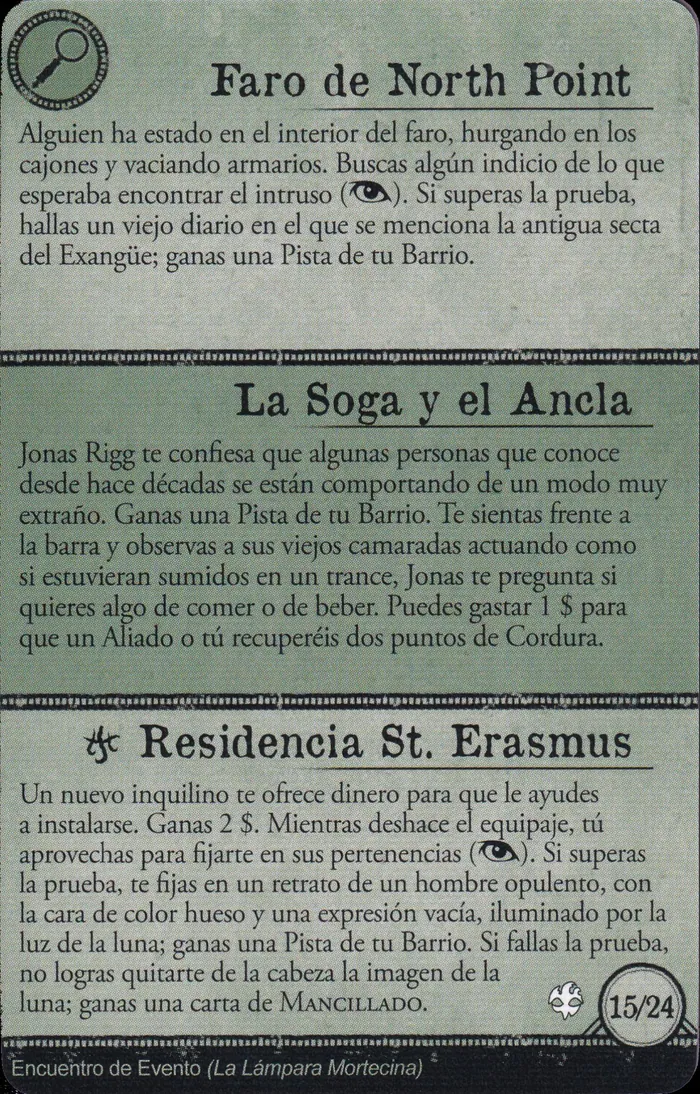 Faro de North Point
Alguien ha estado en el interior del faro, hurgando en los
cajones y vaciando armarios. Buscas algún indicio de lo que
esperaba encontrar el intruso (). Si superas la prueba,
hallas un viejo diario en el que se menciona la antigua secta
del Exangüe; ganas una Pista de tu Barrio.
La Soga y el Ancla
Jonas Rigg te confiesa que algunas personas que conoce
desde hace décadas se están comportando de un modo muy
extraño. Ganas una Pista de tu Barrio. Te sientas frente a
la barra y observas a sus viejos camaradas actuando como
si estuvieran sumidos en un trance, Jonas te pregunta si
quieres algo de comer o de beber. Puedes gastar 1 $ para
que un Aliado o tú recuperéis dos puntos de Cordura.
Residencia St. Erasmus
Un nuevo inquilino te ofrece dinero para que le ayudes
a instalarse. Ganas 2 $. Mientras deshace el equipaje, tú
aprovechas para fijarte en sus pertenencias (). Si superas
la prueba, te fijas en un retrato de un hombre opulento, con
la cara de color hueso y una expresión vacía, iluminado por la
luz de la luna; ganas una Pista de tu Barrio. Si fallas la prueba,
no logras quitarte de la cabeza la imagen de la
luna; ganas una carta de MANCILLADO.
15/24
Encuentro de Evento (La Lámpara Mortecina)